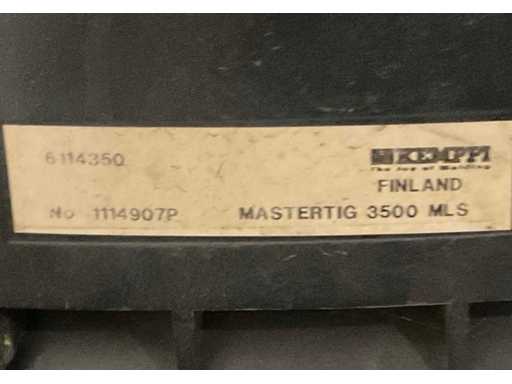 6114350
KEMPPI
The Joy of Welding
FINLAND
No 1114907P MASTERTIG 3500 MLS